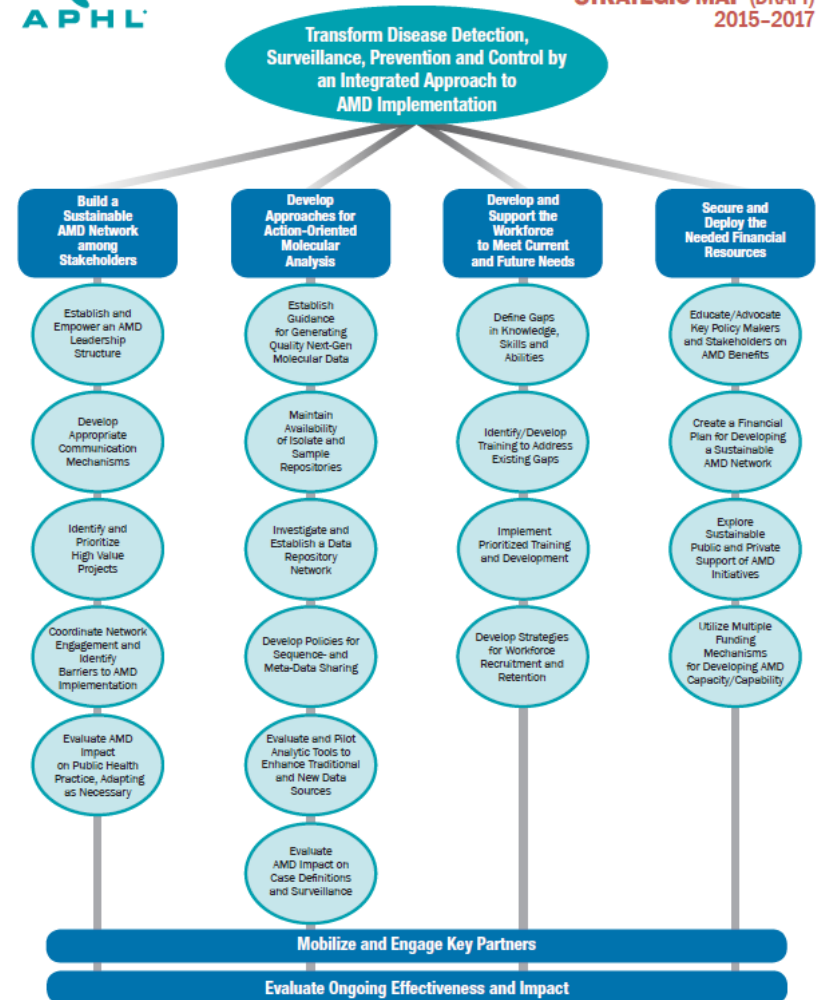 APHL
STRATEGIC MAP (DRAFT)
2015–2017
Transform Disease Detection,
Surveillance, Prevention and Control by
an Integrated Approach to
AMD Implementation
Build a
Sustainable
AMD Network
among
Stakeholders
Establish and
Empower an AMD
Leadership
Structure
Develop
Appropriate
Communication
Mechanisms
Identify and
Prioritize
High Value
Projects
Coordinate Network
Engagement and
Identify
Barriers to AMD
Implementation
Evaluate AMD
Impact
on Public Health
Practice, Adapting
as Necessary
Develop
Approaches for
Action-Oriented
Molecular
Analysis
Establish
Guidance
for Generating
Quality Next-Gen
Molecular Data
Maintain
Availability
of Isolate and
Sample
Repositories
Investigate and
Establish a Data
Repository
Network
Develop Policies for
Sequence- and
Meta-Data Sharing
Evaluate and Pilot
Analytic Tools to
Enhance Traditional
and New Data
Sources
Evaluate
AMD Impact on
Case Definitions
and Surveillance
Develop and
Support the
Workforce
to Meet Current
and Future Needs
Define Gaps
in Knowledge,
Skills and
Abilities
Identify/Develop
Training to Address
Existing Gaps
Implement
Prioritized Training
and Development
Develop Strategies
for Workforce
Recruitment and
Retention
Secure and
Deploy the
Needed Financial
Resources
Educate/Advocate
Key Policy Makers
and Stakeholders on
AMD Benefits
Create a Financial
Plan for Developing
a Sustainable
AMD Network
Explore
Sustainable
Public and Private
Support of AMD
Initiatives
Utilize Multiple
Funding
Mechanisms
for Developing AMD
Capacity/Capability
Mobilize and Engage Key Partners
Evaluate Ongoing Effectiveness and Impact